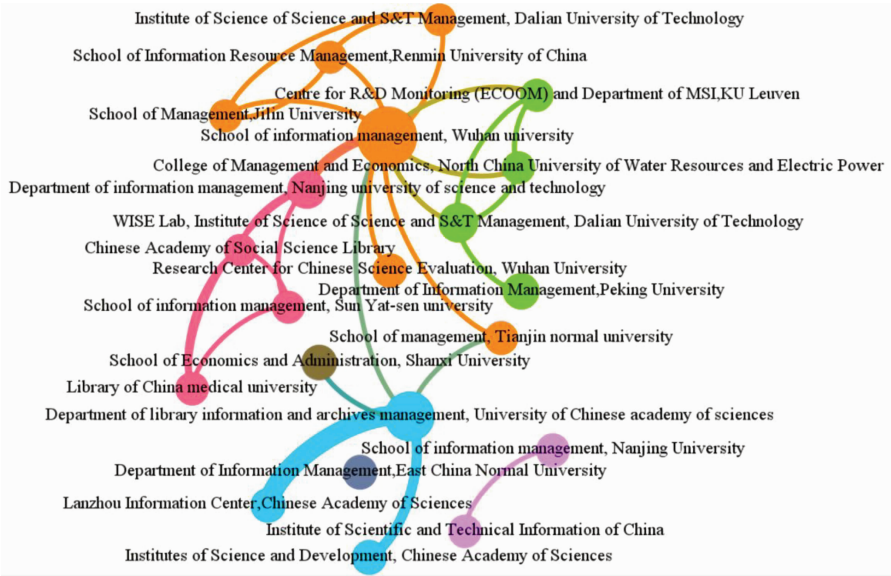 Institute of Science of Science and S&T Management, Dalian University of Technology
School of Information Resource Management,Renmin University of China
Centre for R&D Monitoring (ECOOM) and Department of MSI,KU Leuven
School of Management,Jilin University
School of information management, Wuhan university
College of Management and Economics, North China University of Water Resources and Electric Power
Department of information management, Nanjing university of science and technology
WISE Lab, Institute of Science of Science and S&T Management, Dalian University of Technology
Chinese Academy of Social Science Library
Research Center for Chinese Science Evaluation, Wuhan University
Department of Information Management,Peking University
School of information management, Sun Yat-sen university
School of management, Tianjin normal university
School of Economics and Administration, Shanxi University
Library of China medical university
Department of library information and archives management, University of Chinese academy of sciences
School of information management, Nanjing University
Department of Information Management,East China Normal University
Lanzhou Information Center,Chinese Academy of Sciences
Institute of Scientific and Technical Information of China
Institutes of Science and Development, Chinese Academy of Sciences